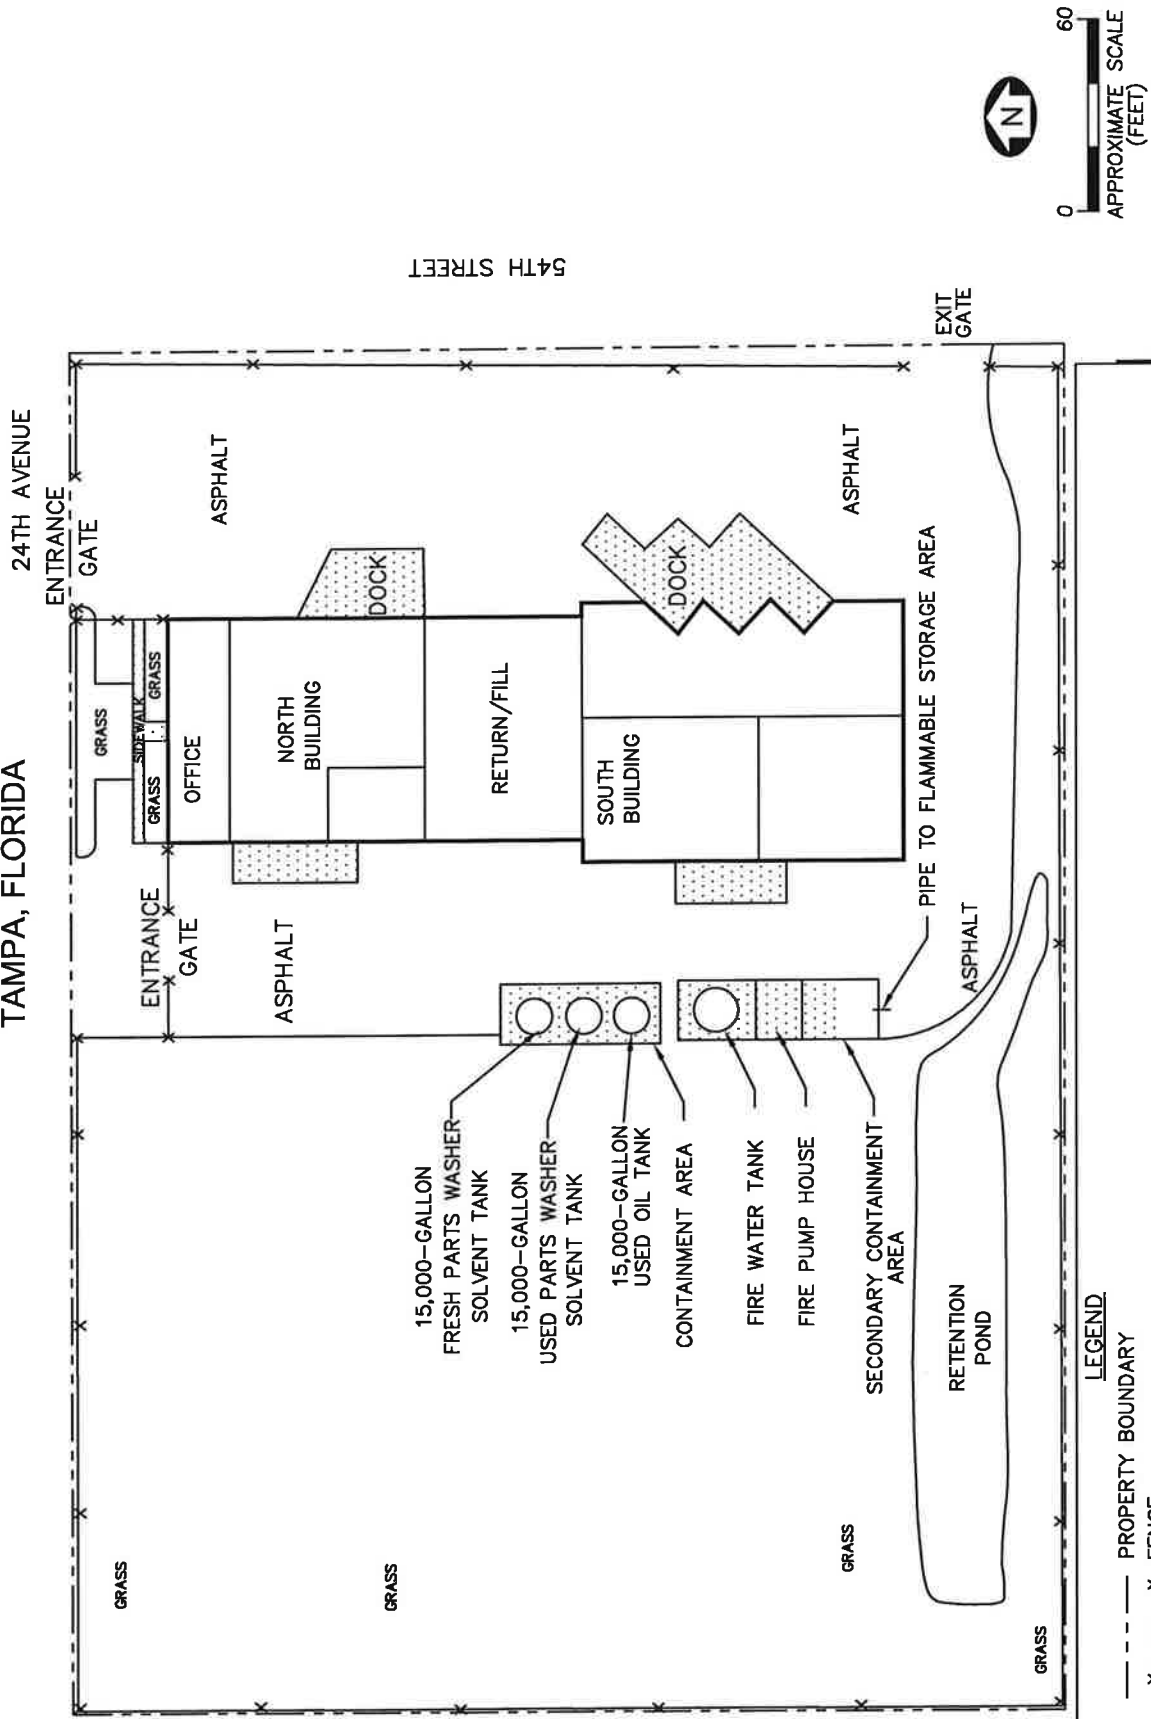 TAMPA, FLORIDA
24TH AVENUE
ENTRANCE
GATE
GRASS
SIDEWALK
GRASS
GRASS
ENTRANCE
GATE
OFFICE
ASPHALT
ASPHALT
NORTH
BUILDING
DOCK
RETURN/FILL
SOUTH
BUILDING
DOCK
ASPHALT
54TH STREET
EXIT
GATE
PIPE TO FLAMMABLE STORAGE AREA
ASPHALT
15,000-GALLON
FRESH PARTS WASHER
SOLVENT TANK
15,000-GALLON
USED PARTS WASHER
SOLVENT TANK
15,000-GALLON
USED OIL TANK
CONTAINMENT AREA
FIRE WATER TANK
FIRE PUMP HOUSE
SECONDARY CONTAINMENT
AREA
RETENTION
POND
GRASS
GRASS
GRASS
GRASS
N
0 60
APPROXIMATE SCALE
(FEET)
LEGEND
PROPERTY BOUNDARY